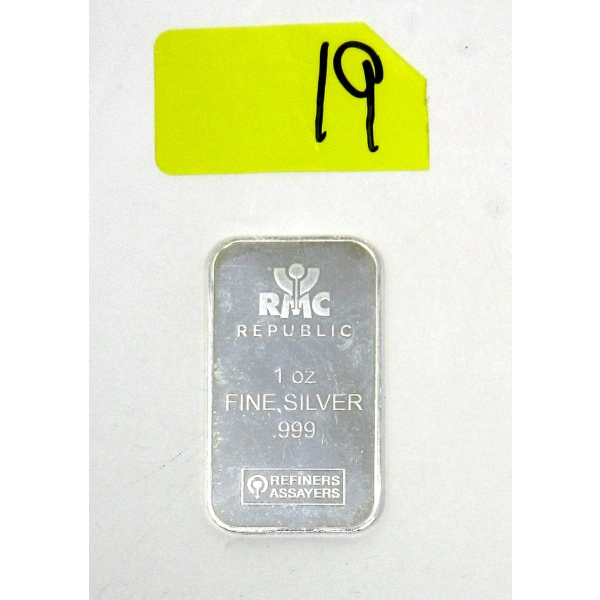 19
RMC
REPUBLIC
1 oz
FINE SILVER
.999
REFINERS
ASSAYERS